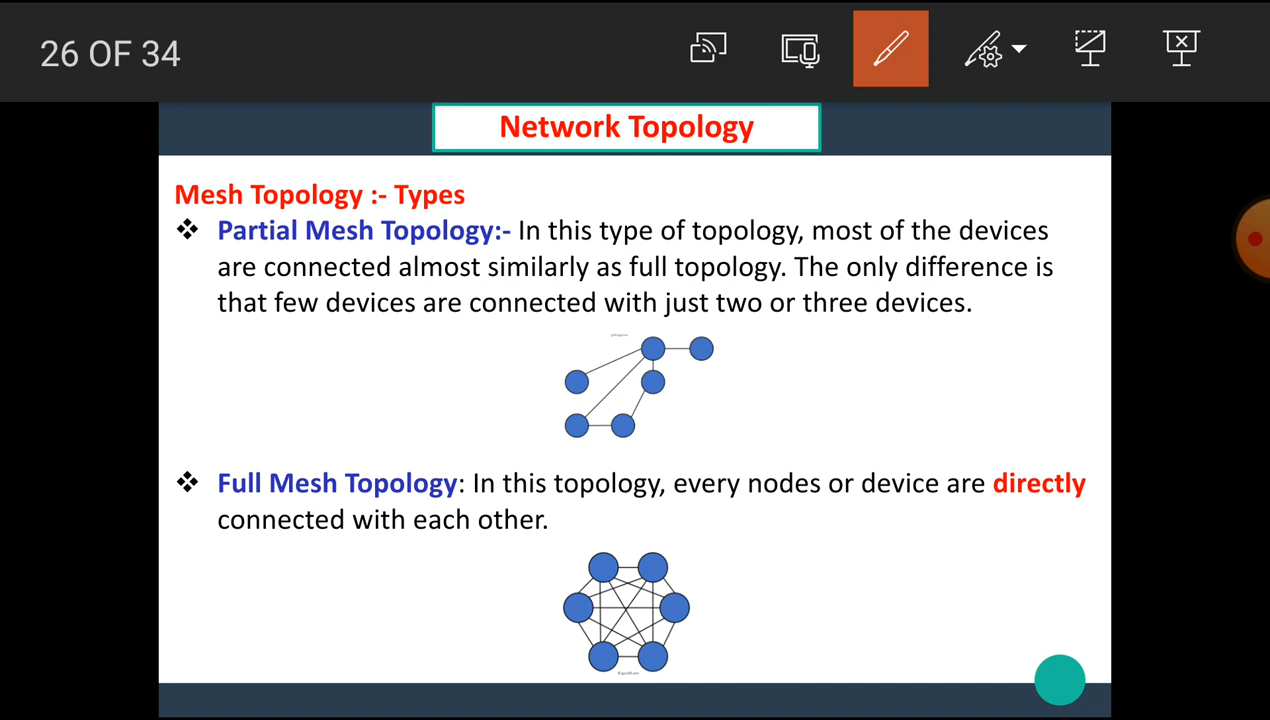 26 OF 34
Network Topology
Mesh Topology :- Types
❖ Partial Mesh Topology:- In this type of topology, most of the devices
are connected almost similarly as full topology. The only difference is
that few devices are connected with just two or three devices.
❖ Full Mesh Topology: In this topology, every nodes or device are directly
connected with each other.